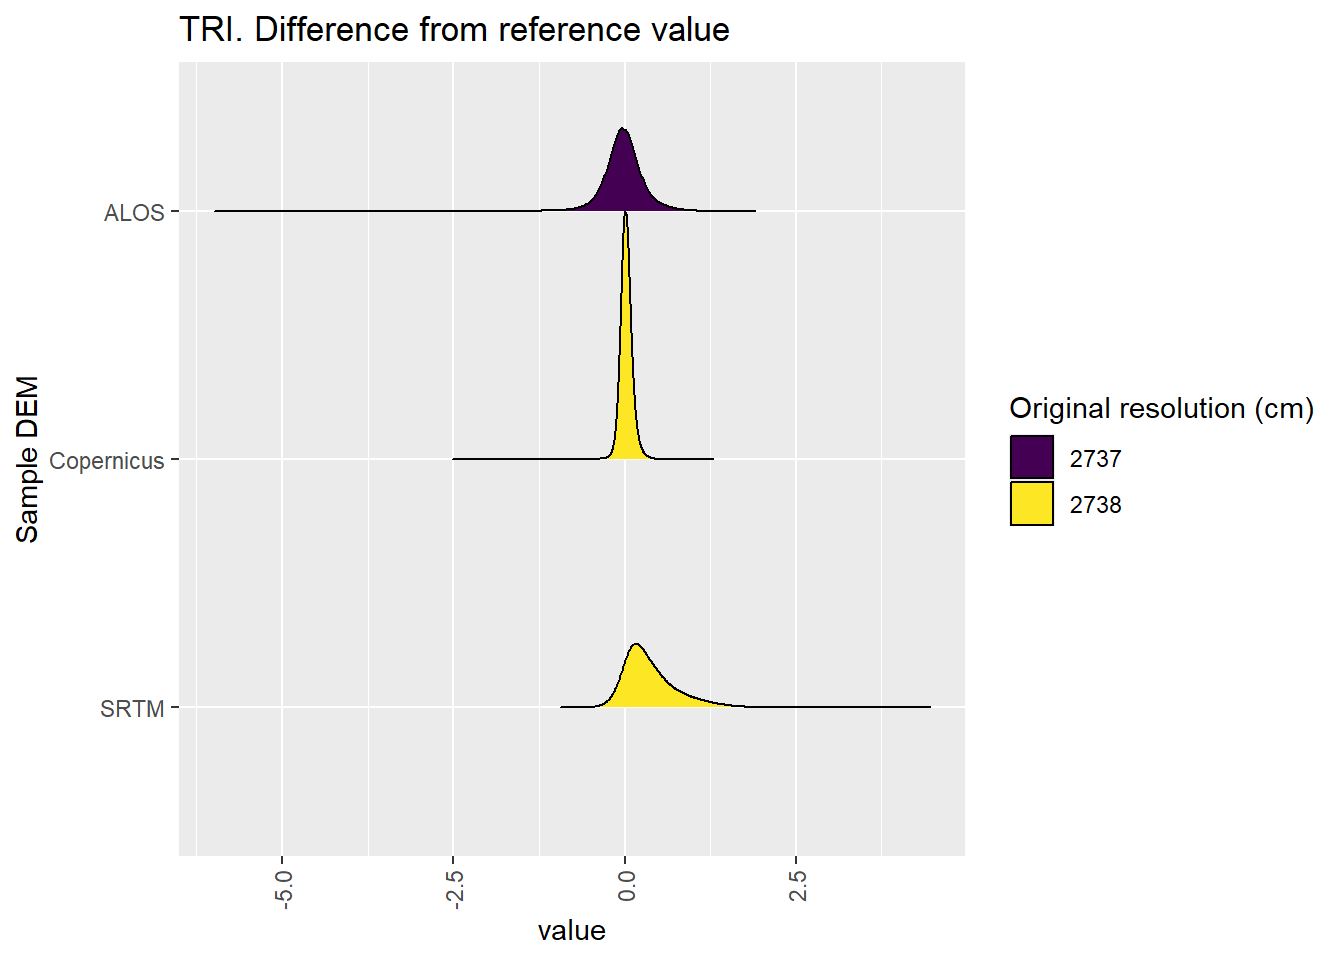 TRI. Difference from reference value
Sample DEM
ALOS
Copernicus
SRTM
-5.0
-2.5
0.0
2.5
value
Original resolution (cm)
2737
2738